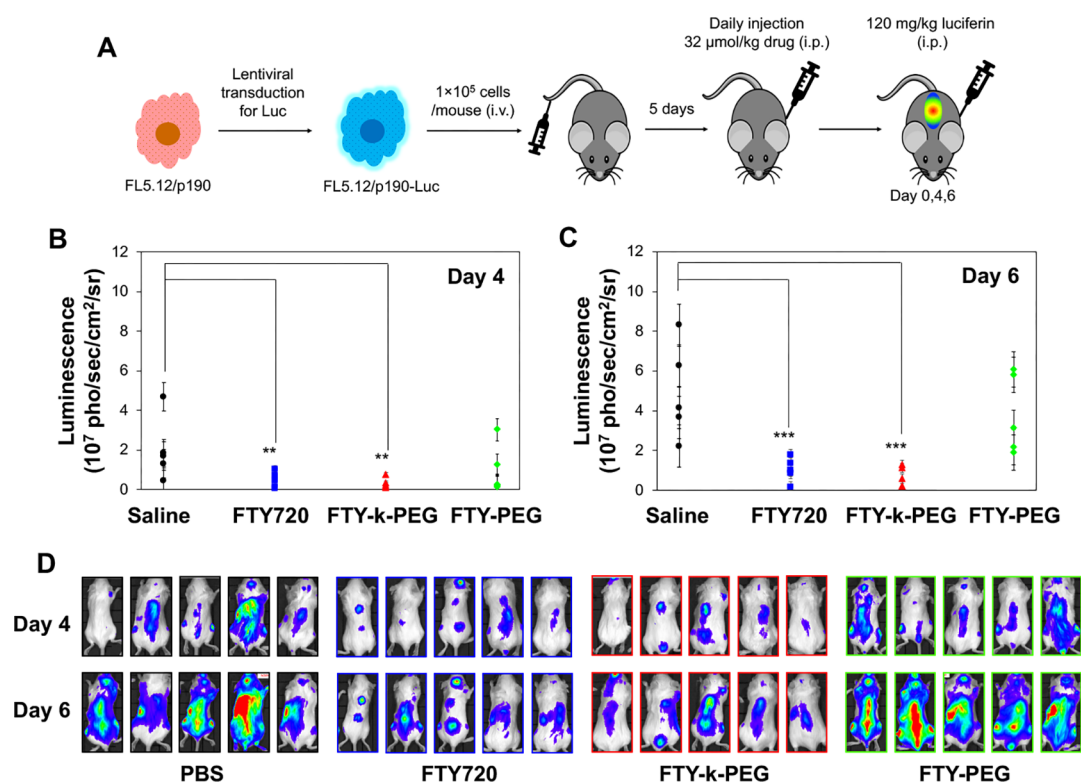 A
Lentiviral
transduction
for Luc
1×10⁵ cells
/mouse (i.v.)
5 days
Daily injection
32 µmol/kg drug (i.p.)
120 mg/kg luciferin
(i.p.)
FL5.12/p190
FL5.12/p190-Luc
Day 0,4,6
B
Day 4
Luminescence
(10⁷ pho/sec/cm²/sr)
12
10
8
6
4
2
0
**
**
Saline
FTY720
FTY-k-PEG
FTY-PEG
C
Day 6
Luminescence
(10⁷ pho/sec/cm²/sr)
12
10
8
6
4
2
0
***
***
Saline
FTY720
FTY-k-PEG
FTY-PEG
D
Day 4
Day 6
PBS
FTY720
FTY-k-PEG
FTY-PEG